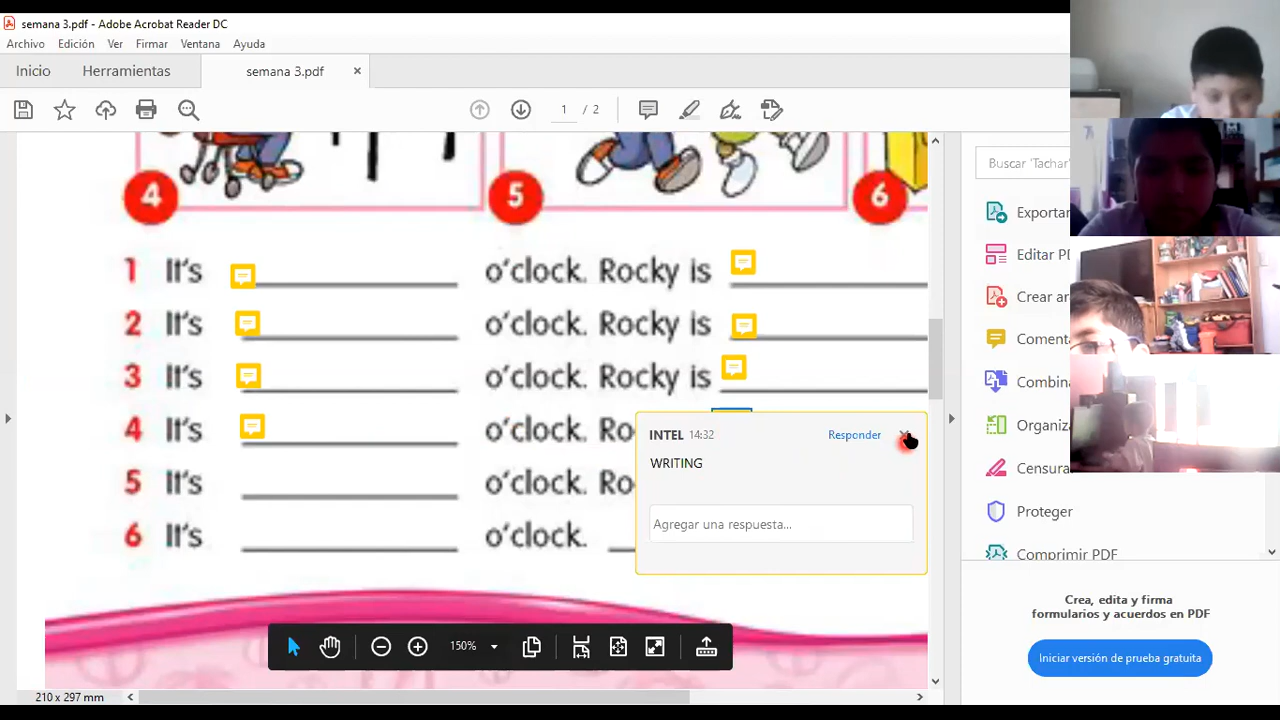 semana 3.pdf - Adobe Acrobat Reader DC
Archivo Edición Ver Firmar Ventana Ayuda
Inicio Herramientas semana 3.pdf ×
1 / 2
Buscar 'Tachar'
4 5 6
Exportar
Editar PD
Crear ar
Comenta
Combina
Organiza
Censura
Proteger
Comprimir PDF
1 It's o'clock. Rocky is
2 It's o'clock. Rocky is
3 It's o'clock. Rocky is
4 It's o'clock. Ro
5 It's o'clock. Ro
6 It's o'clock.
INTEL 14:32 Responder
WRITING
Agregar una respuesta...
Crea, edita y firma
formularios y acuerdos en PDF
Iniciar versión de prueba gratuita
150%
210 x 297 mm